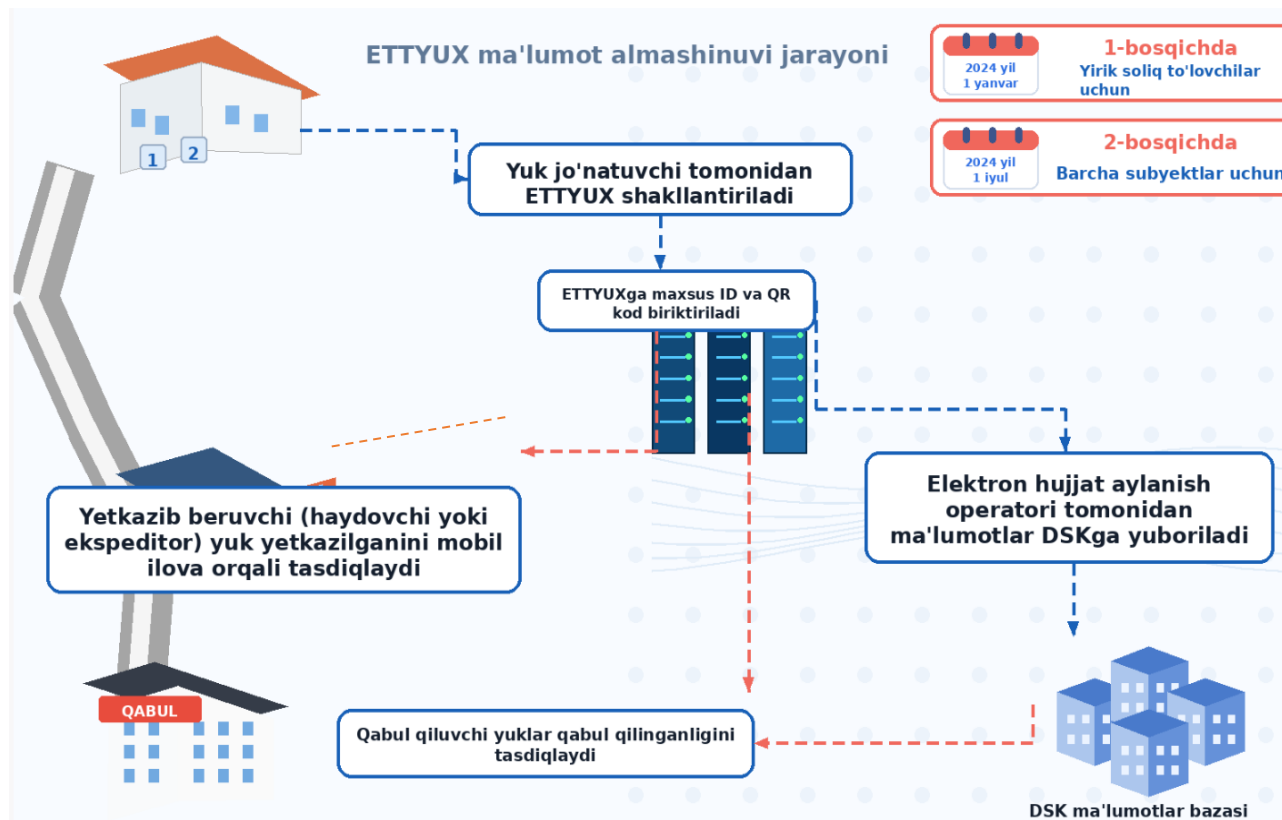 ETTYUX ma'lumot almashinuvi jarayoni
2024 yil
1 yanvar
1-bosqichda
Yirik soliq to'lovchilar
uchun
2024 yil
1 iyul
2-bosqichda
Barcha subyektlar uchun
1
2
Yuk jo'natuvchi tomonidan
ETTYUX shakllantiriladi
ETTYUXga maxsus ID va QR
kod biriktiriladi
Yetkazib beruvchi (haydovchi yoki
ekspeditor) yuk yetkazilganini mobil
ilova orqali tasdiqlaydi
Elektron hujjat aylanish
operatori tomonidan
ma'lumotlar DSKga yuboriladi
QABUL
Qabul qiluvchi yuklar qabul qilinganligini
tasdiqlaydi
DSK ma'lumotlar bazasi